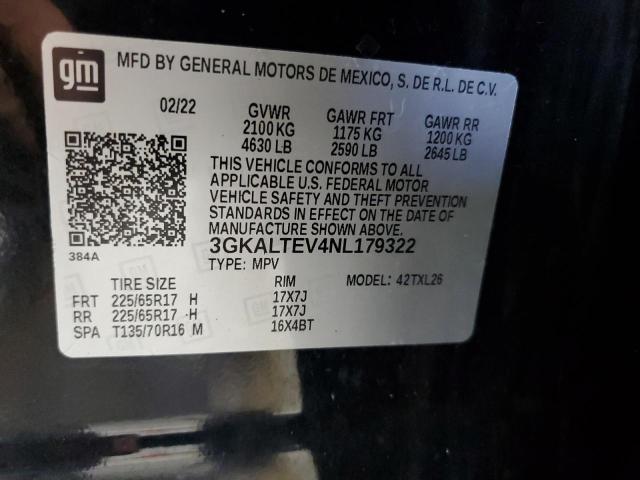 gm
MFD BY GENERAL MOTORS DE MEXICO, S. DE R.L. DE C.V.
02/22 GVWR GAWR FRT GAWR RR
2100 KG 1175 KG 1200 KG
4630 LB 2590 LB 2645 LB
THIS VEHICLE CONFORMS TO ALL
APPLICABLE U.S. FEDERAL MOTOR
VEHICLE SAFETY AND THEFT PREVENTION
STANDARDS IN EFFECT ON THE DATE OF
MANUFACTURE SHOWN ABOVE.
3GKALTEV4NL179322
384A
TYPE: MPV MODEL: 42TXL26
TIRE SIZE RIM
FRT 225/65R17 H 17X7J
RR 225/65R17 H 17X7J
SPA T135/70R16 M 16X4BT